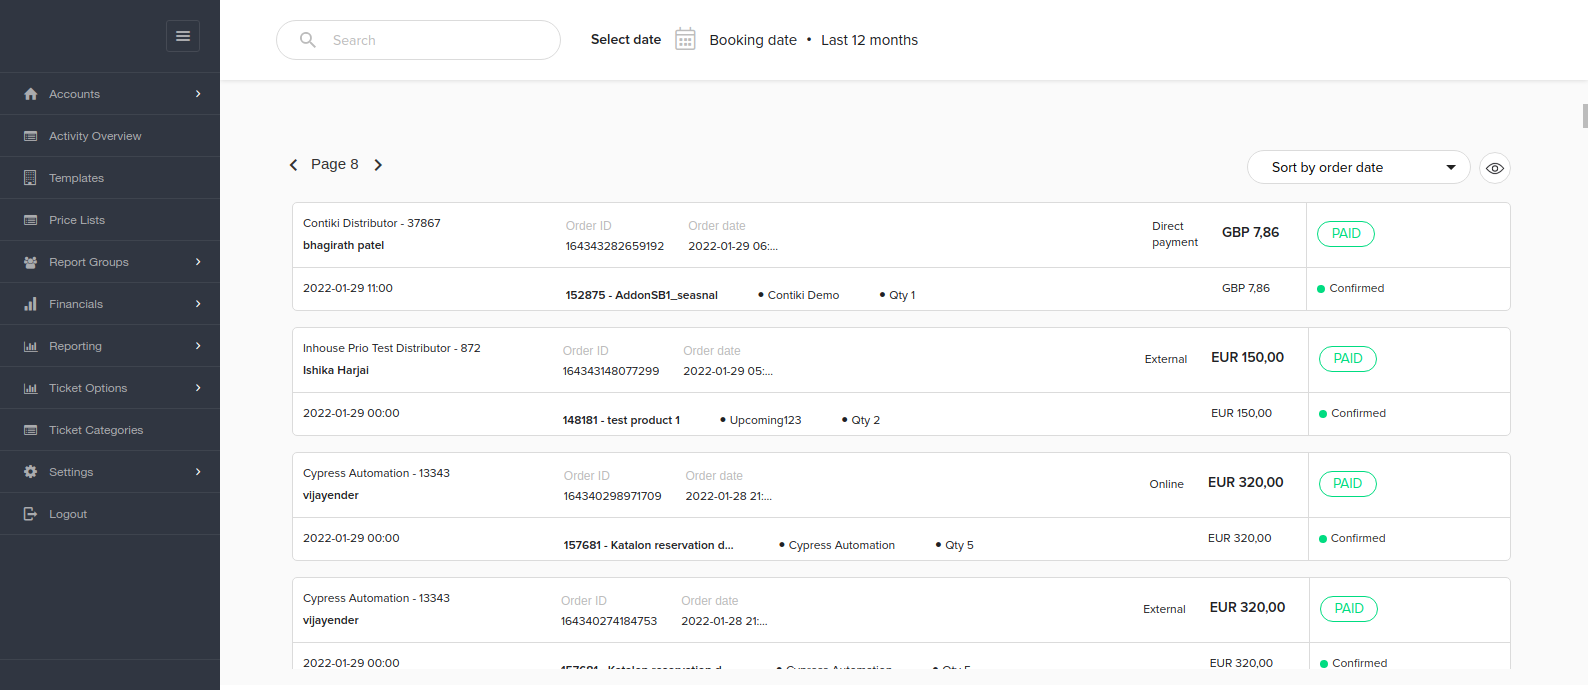 Search
Select date
Booking date • Last 12 months
Accounts
Activity Overview
Templates
Price Lists
Report Groups
Financials
Reporting
Ticket Options
Ticket Categories
Settings
Logout
Page 8
Sort by order date
Contiki Distributor - 37867
bhagirath patel
Order ID
164343282659192
Order date
2022-01-29 06:...
Direct
payment
GBP 7,86
PAID
2022-01-29 11:00
152875 - AddonSB1_seasnal
• Contiki Demo
• Qty 1
GBP 7,86
Confirmed
Inhouse Prio Test Distributor - 872
Ishika Harjai
Order ID
164343148077299
Order date
2022-01-29 05:...
External
EUR 150,00
PAID
2022-01-29 00:00
148181 - test product 1
• Upcoming123
• Qty 2
EUR 150,00
Confirmed
Cypress Automation - 13343
vijayender
Order ID
164340298971709
Order date
2022-01-28 21:...
Online
EUR 320,00
PAID
2022-01-29 00:00
157681 - Katalon reservation d...
• Cypress Automation
• Qty 5
EUR 320,00
Confirmed
Cypress Automation - 13343
vijayender
Order ID
164340274184753
Order date
2022-01-28 21:...
External
EUR 320,00
PAID
2022-01-29 00:00
157681 - Katalon reservation d...
• Cypress Automation
• Qty 5
EUR 320,00
Confirmed